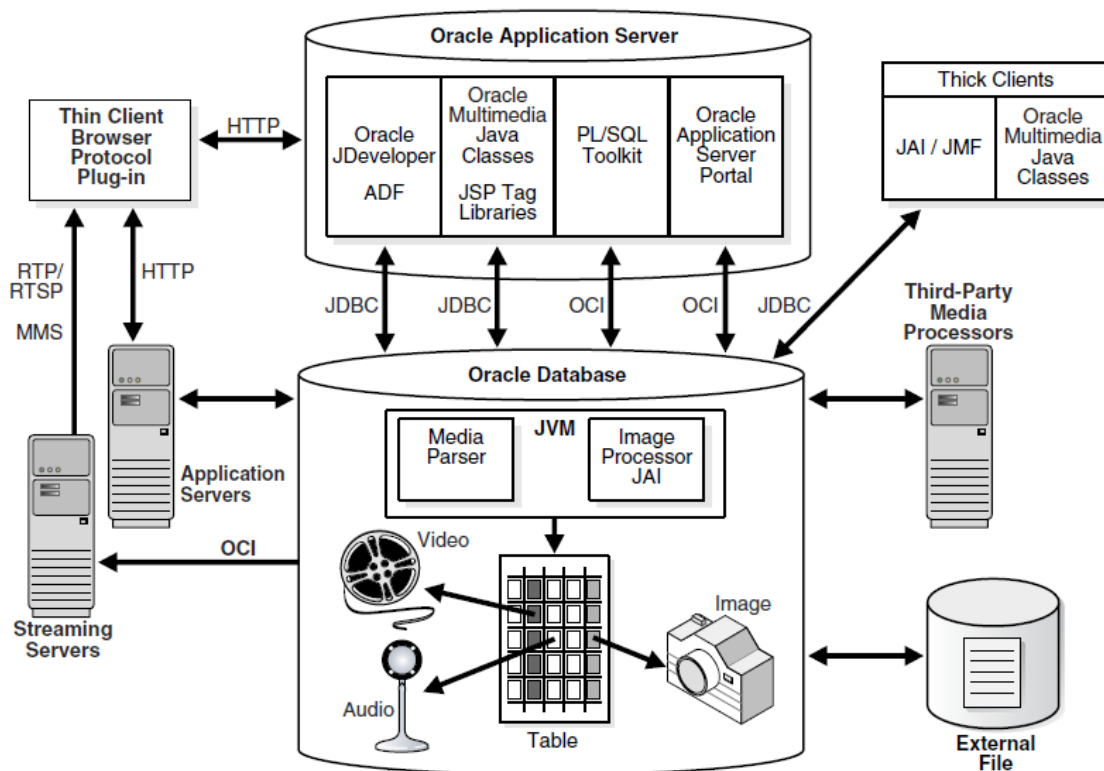 Oracle Application Server
Thin Client
Browser
Protocol
Plug-in
HTTP
Oracle
JDeveloper
ADF
Oracle
Multimedia
Java
Classes
JSP Tag
Libraries
PL/SQL
Toolkit
Oracle
Application
Server
Portal
Thick Clients
JAI / JMF
Oracle
Multimedia
Java
Classes
RTP/
RTSP
MMS
HTTP
JDBC
JDBC
OCI
OCI
JDBC
Third-Party
Media
Processors
Oracle Database
JVM
Media
Parser
Image
Processor
JAI
Application
Servers
OCI
Streaming
Servers
Video
Audio
Table
Image
External
File